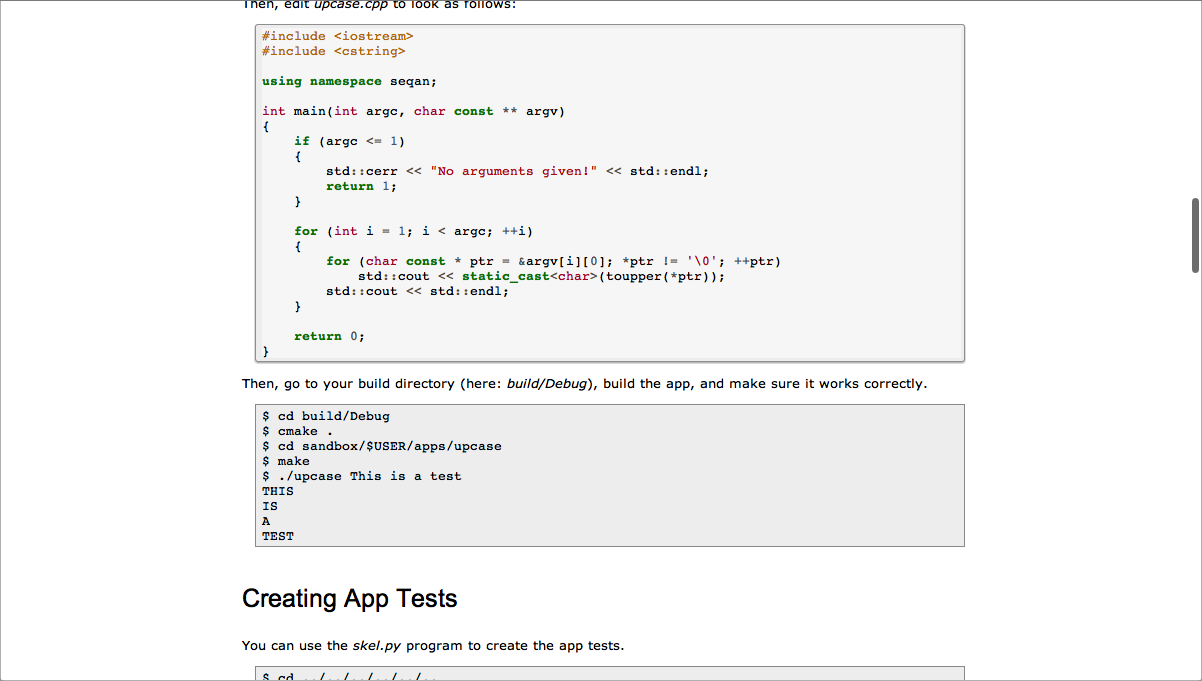 Then, edit upcase.cpp to look as follows:
#include <iostream>
#include <cstring>
using namespace seqan;
int main(int argc, char const ** argv)
{
    if (argc <= 1)
    {
        std::cerr << "No arguments given!" << std::endl;
        return 1;
    }
    for (int i = 1; i < argc; ++i)
    {
        for (char const * ptr = &argv[i][0]; *ptr != '\0'; ++ptr)
            std::cout << static_cast<char>(toupper(*ptr));
        std::cout << std::endl;
    }
    return 0;
}
Then, go to your build directory (here: build/Debug), build the app, and make sure it works correctly.
$ cd build/Debug
$ cmake .
$ cd sandbox/$USER/apps/upcase
$ make
$ ./upcase This is a test
THIS
IS
A
TEST
Creating App Tests
You can use the skel.py program to create the app tests.
$ cd ../../../../../..